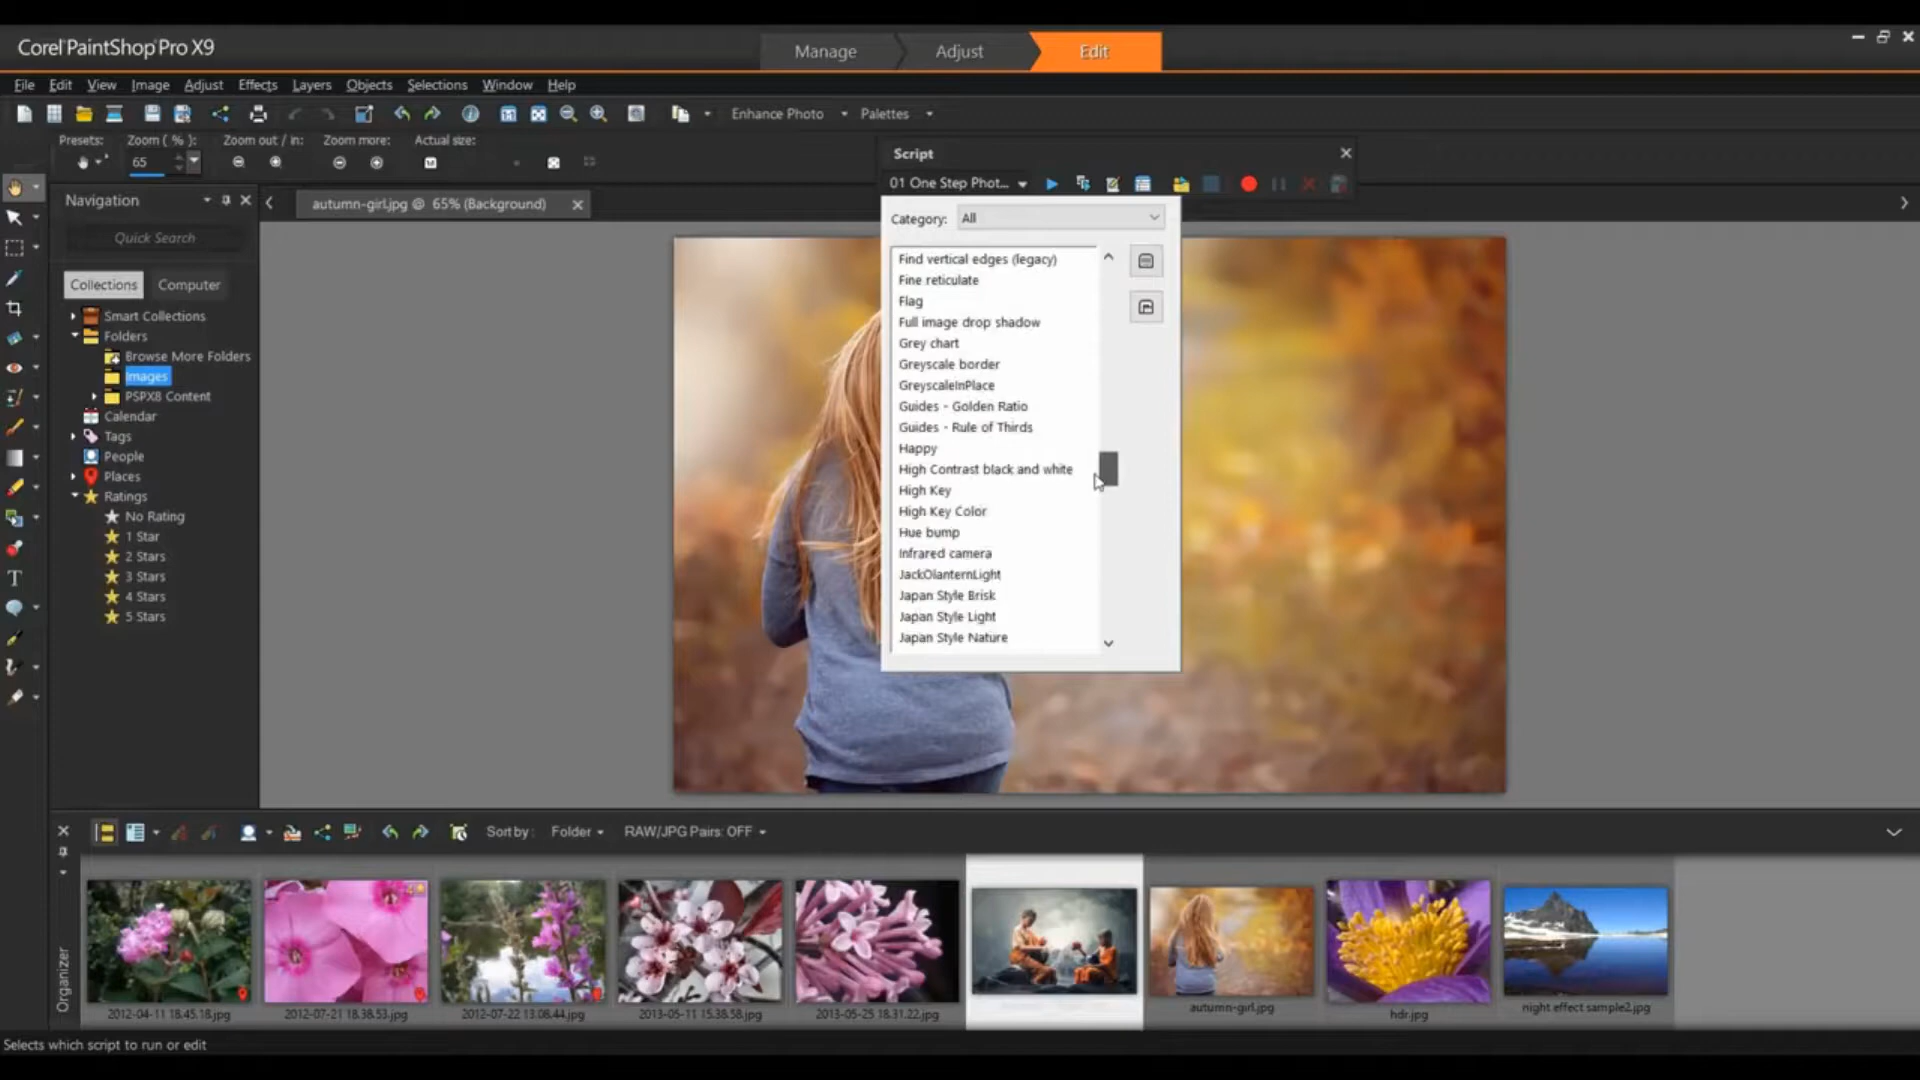 Corel PaintShop Pro X9
Manage Adjust Edit
File Edit View Image Adjust Effects Layers Objects Selections Window Help
Enhance Photo Palettes
Presets: Zoom ( % ): Zoom out / in: Zoom more: Actual size:
65
Script
01 One Step Phot...
Navigation
autumn-girl.jpg @ 65% (Background)
Quick Search
Collections Computer
Smart Collections
Folders
Browse More Folders
Images
PSPX8 Content
Calendar
Tags
People
Places
Ratings
No Rating
1 Star
2 Stars
3 Stars
4 Stars
5 Stars
Category: All
Find vertical edges (legacy)
Fine reticulate
Flag
Full image drop shadow
Grey chart
Greyscale border
GreyscaleInPlace
Guides - Golden Ratio
Guides - Rule of Thirds
Happy
High Contrast black and white
High Key
High Key Color
Hue bump
Infrared camera
JackOlanternLight
Japan Style Brisk
Japan Style Light
Japan Style Nature
Sort by: Folder RAW/JPG Pairs: OFF
Organizer
2012-04-11 18.45.18.jpg
2012-07-21 18.38.53.jpg
2012-07-22 13.08.44.jpg
2013-05-11 15.38.58.jpg
2013-05-25 18.31.22.jpg
autumn-girl.jpg
hdr.jpg
night effect sample2.jpg
Selects which script to run or edit